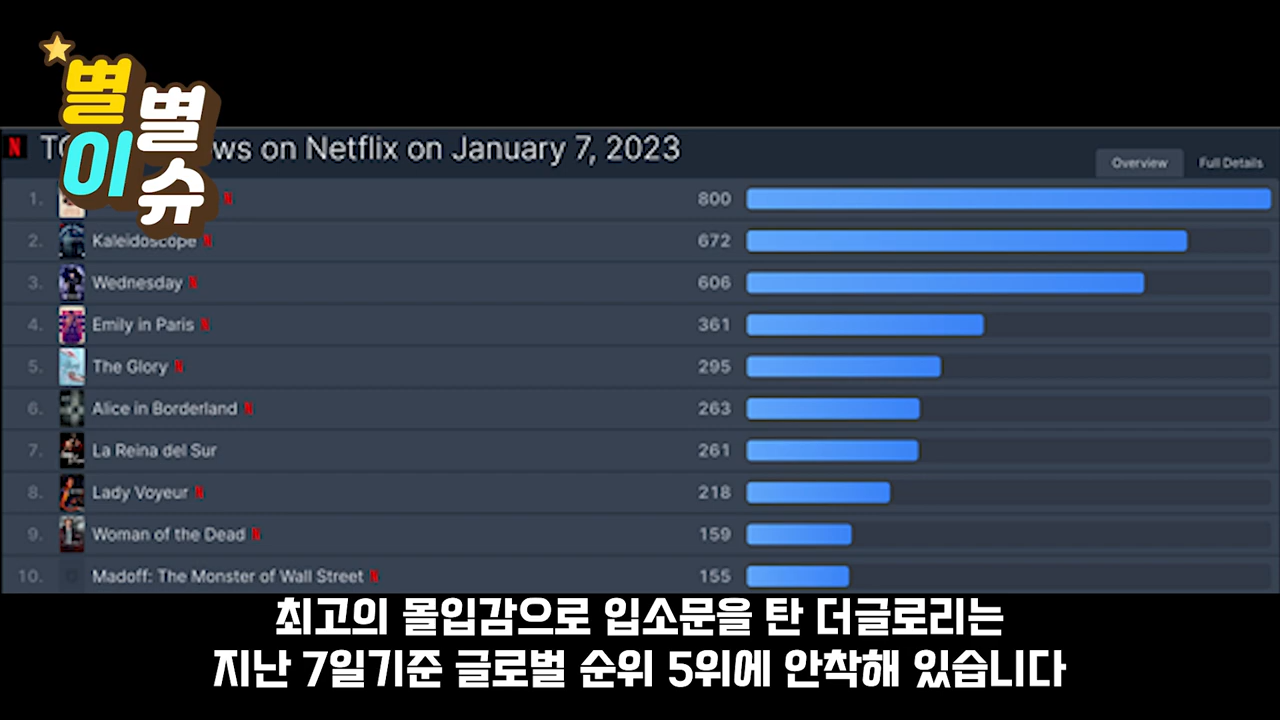 별별
이슈
ws on Netflix on January 7, 2023
Overview Full Details
1. 800
2. Kaleidoscope 672
3. Wednesday 606
4. Emily in Paris 361
5. The Glory 295
6. Alice in Borderland 263
7. La Reina del Sur 261
8. Lady Voyeur 218
9. Woman of the Dead 159
10. Madoff: The Monster of Wall Street 155
최고의 몰입감으로 입소문을 탄 더글로리는
지난 7일기준 글로벌 순위 5위에 안착해 있습니다